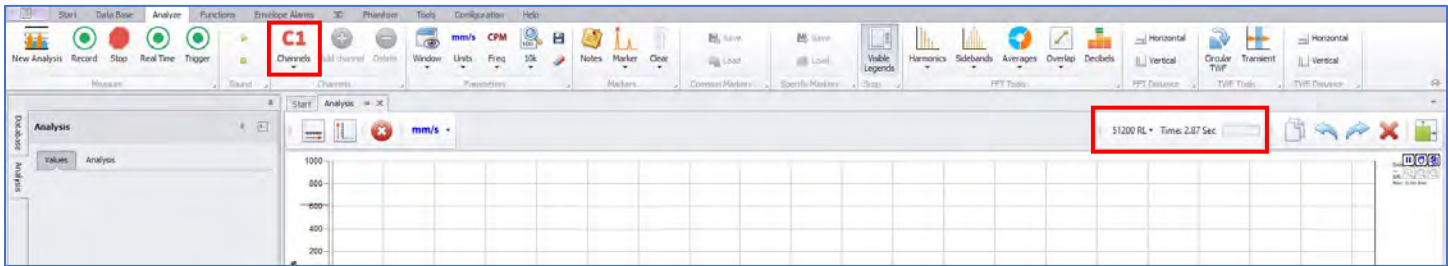 Start Data Base Analyze Functions Envelope Alarms 3D Phantom Tools Configuration Help
C1 mm/s CPM Save Save Horizontal Horizontal
New Analysis Record Stop Real Time Trigger Channels Add channel Delete Window Units Freq 10k Notes Marker Clear Load Load Visible Legends Harmonics Sidebands Averages Overlap Decibels Vertical Circular TWF Transient Vertical
Measure Sound Channels Parameters Markers Common Markers Specific Markers FFT Tools FFT Distance TWF Tools TWF Distance
Start Analysis
Database Analysis
Analysis mm/s 51200 RL Time: 2.87 Sec
Values Analysis
1000
800
600
400
200